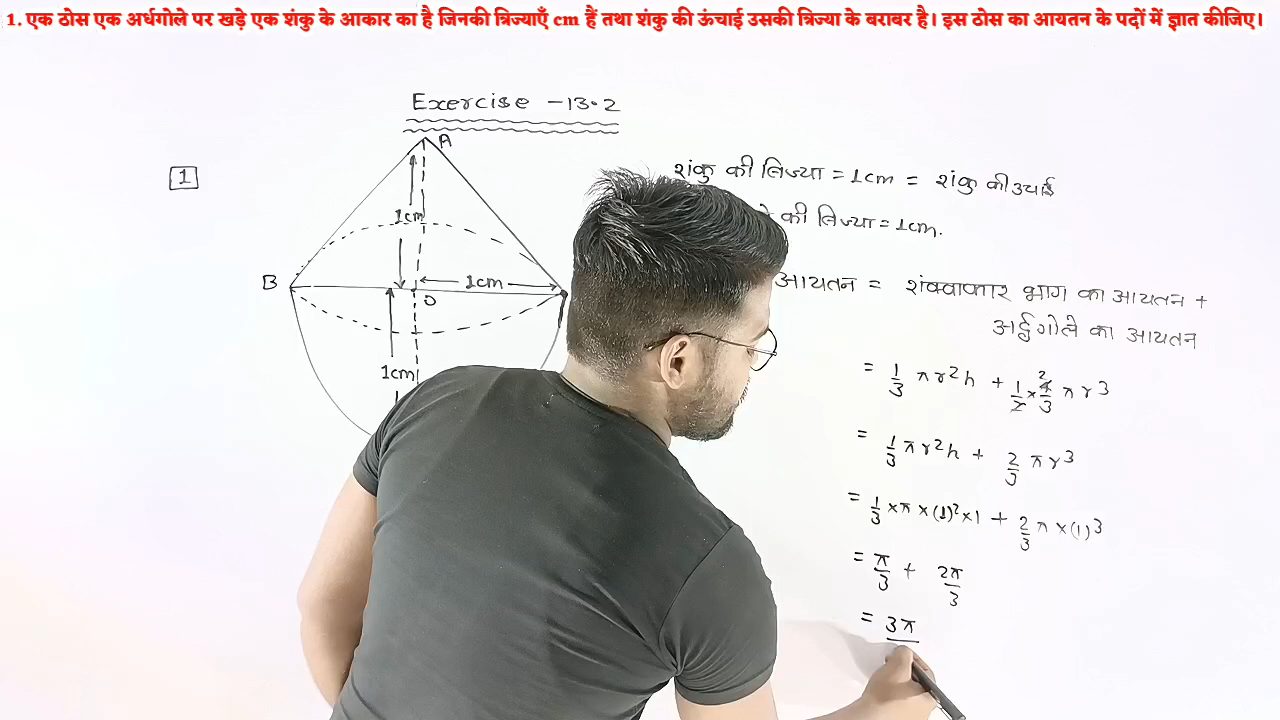 1. एक ठोस एक अर्धगोले पर खड़े एक शंकु के आकार का है जिनकी त्रिज्याएँ cm हैं तथा शंकु की ऊंचाई उसकी त्रिज्या के बराबर है। इस ठोस का आयतन के पदों में ज्ञात कीजिए।
Exercise - 13.2
A
1
शंकु की त्रिज्या = 1cm = शंकु की उचाई
1cm
की त्रिज्या = 1cm.
B
1cm
O
आयतन = शंक्वाकार भाग का आयतन +
अर्द्धगोले का आयतन
1cm
= 1/3 πr²h + 1/2 × 4/3 πr³ 2
= 1/3 πr²h + 2/3 πr³
= 1/3 × π × (1)² × 1 + 2/3 π × (1)³
= π/3 + 2π/3
= 3π